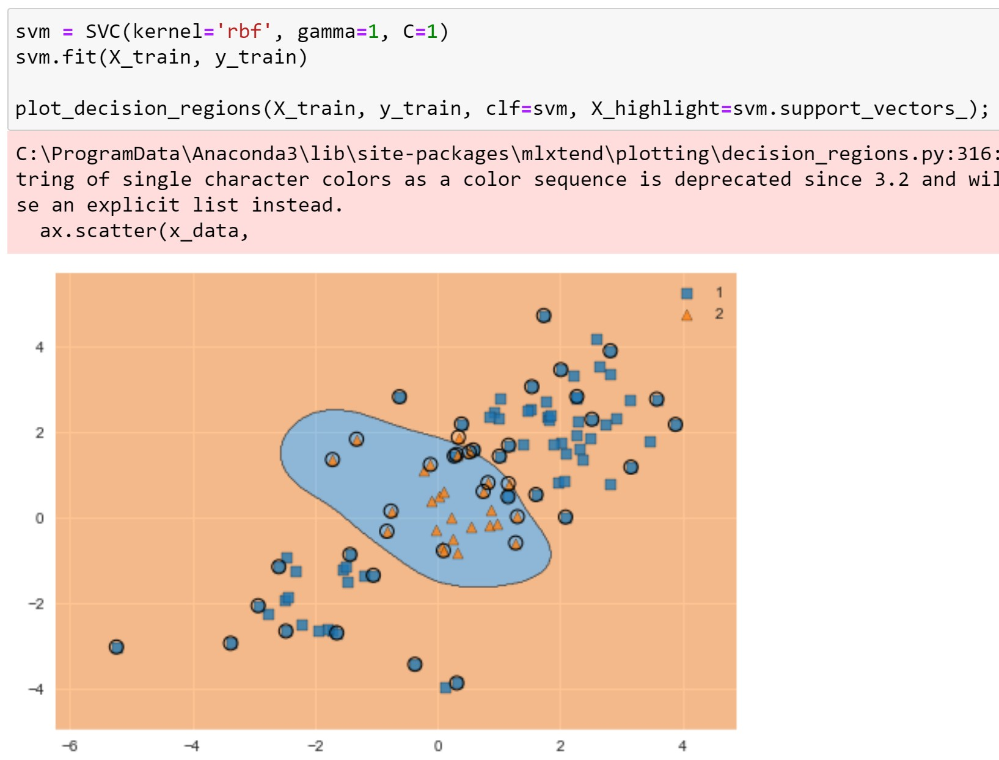 svm = SVC(kernel='rbf', gamma=1, C=1)
svm.fit(X_train, y_train)
plot_decision_regions(X_train, y_train, clf=svm, X_highlight=svm.support_vectors_);
C:\ProgramData\Anaconda3\lib\site-packages\mlxtend\plotting\decision_regions.py:316:
tring of single character colors as a color sequence is deprecated since 3.2 and wil
se an explicit list instead.
ax.scatter(x_data,
1
2
4
2
0
−2
−4
−6 −4 −2 0 2 4